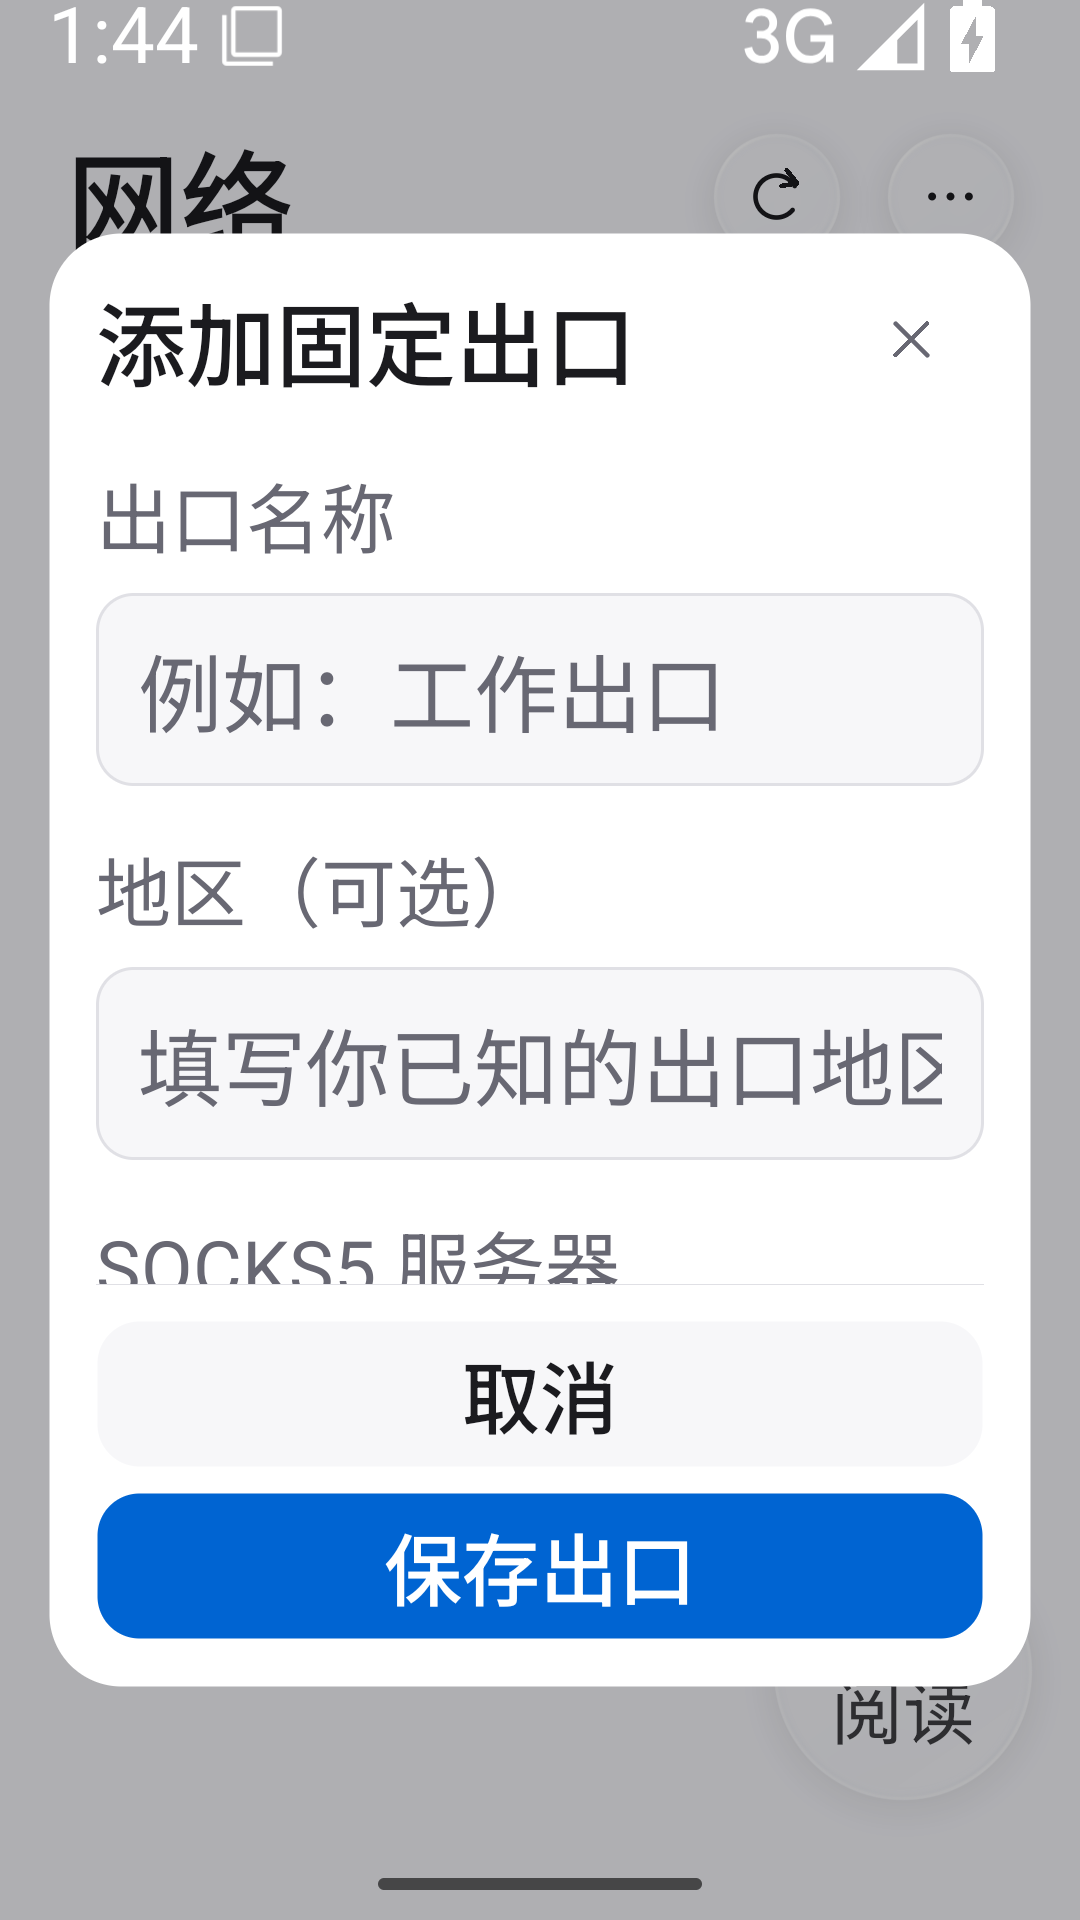 1:44 3G
网络
添加固定出口
出口名称
例如：工作出口
地区（可选）
填写你已知的出口地区
SOCKS5 服务器
取消
保存出口
阅读